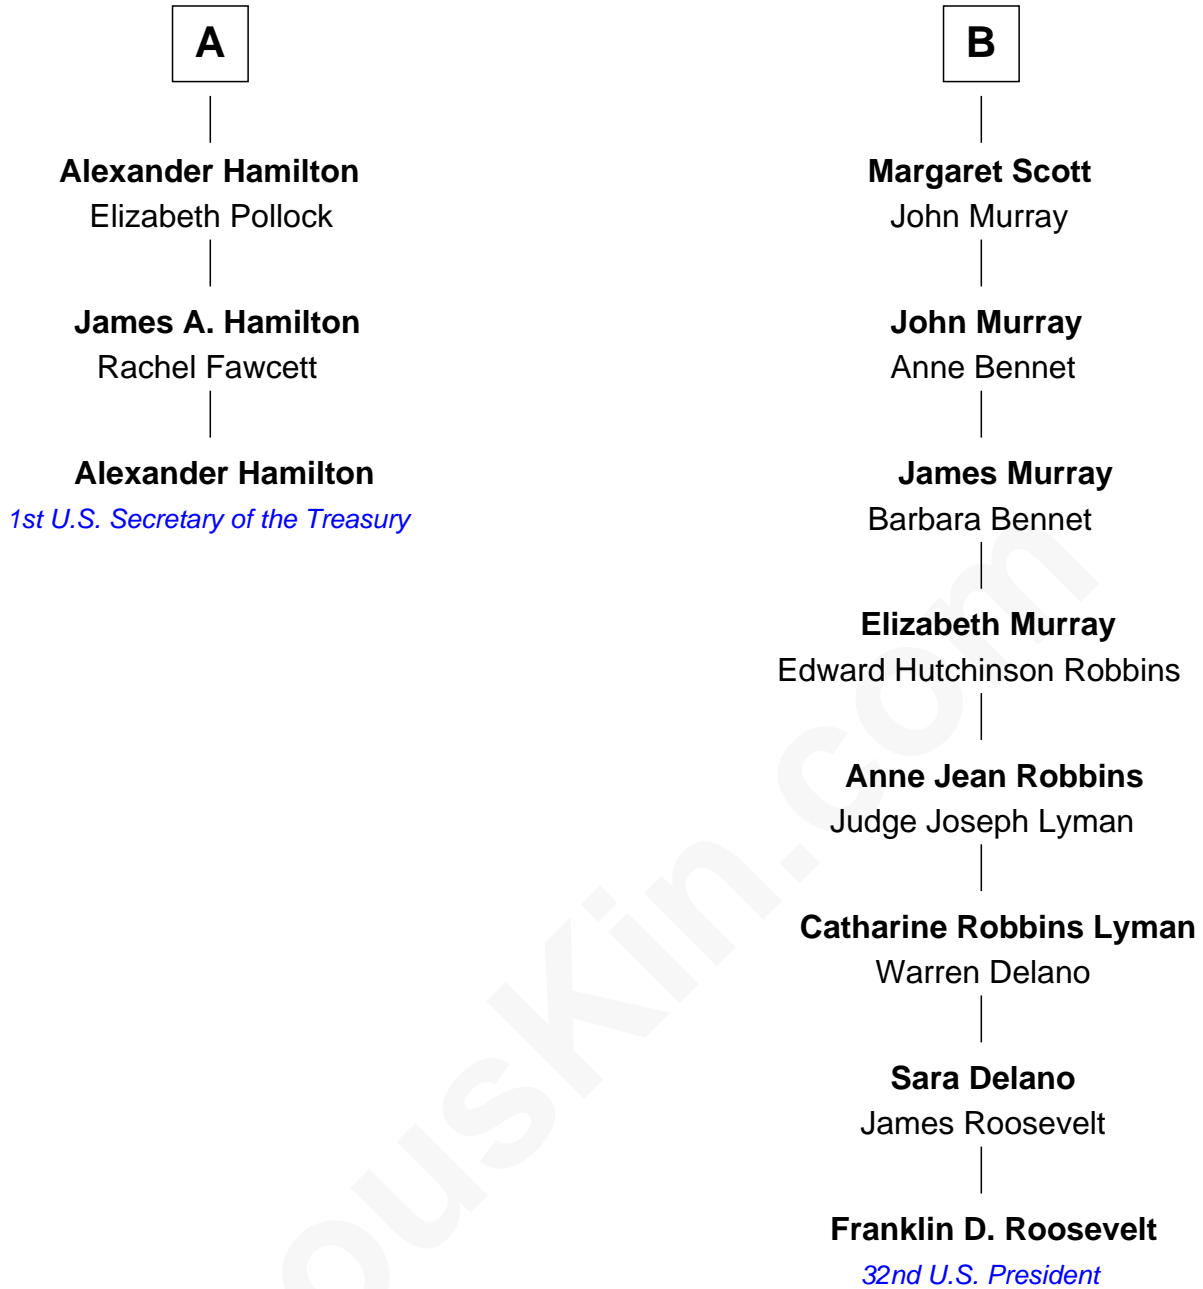 A
Alexander Hamilton
Elizabeth Pollock
James A. Hamilton
Rachel Fawcett
Alexander Hamilton
1st U.S. Secretary of the Treasury
B
Margaret Scott
John Murray
John Murray
Anne Bennet
James Murray
Barbara Bennet
Elizabeth Murray
Edward Hutchinson Robbins
Anne Jean Robbins
Judge Joseph Lyman
Catharine Robbins Lyman
Warren Delano
Sara Delano
James Roosevelt
Franklin D. Roosevelt
32nd U.S. President
ousKin.com